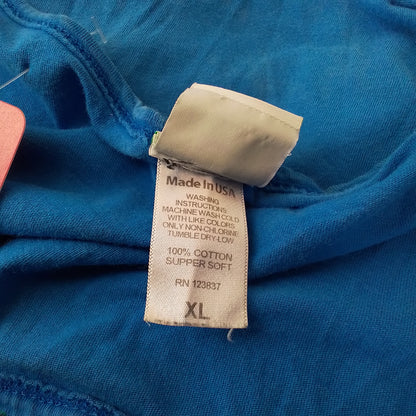 Made In USA
WASHING
INSTRUCTIONS:
MACHINE WASH COLD
WITH LIKE COLORS
ONLY NON-CHLORINE
TUMBLE DRY-LOW
100% COTTON
SUPPER SOFT
RN 123837
XL